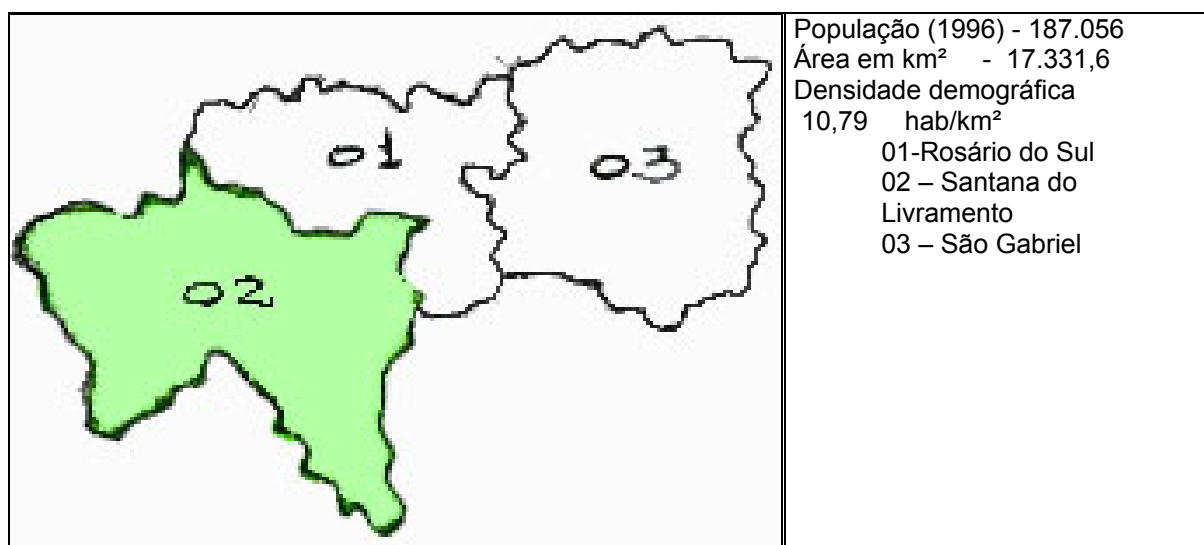 01
03
02
População (1996) - 187.056
Área em km² - 17.331,6
Densidade demográfica
10,79 hab/km²
01-Rosário do Sul
02 – Santana do
Livramento
03 – São Gabriel